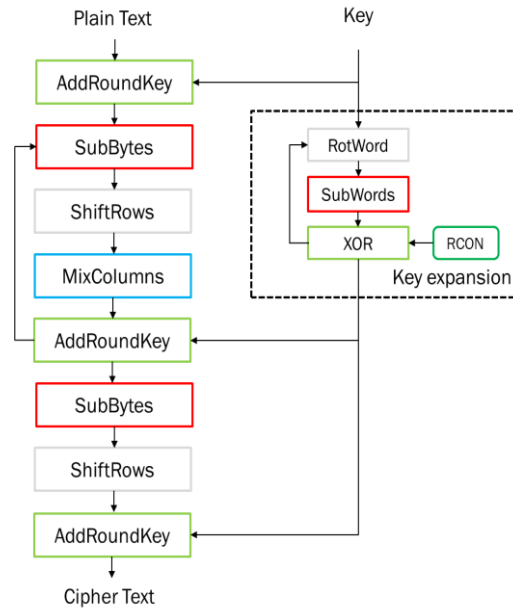 Plain Text
Key
AddRoundKey
SubBytes
RotWord
SubWords
ShiftRows
XOR
RCON
MixColumns
Key expansion
AddRoundKey
SubBytes
ShiftRows
AddRoundKey
Cipher Text